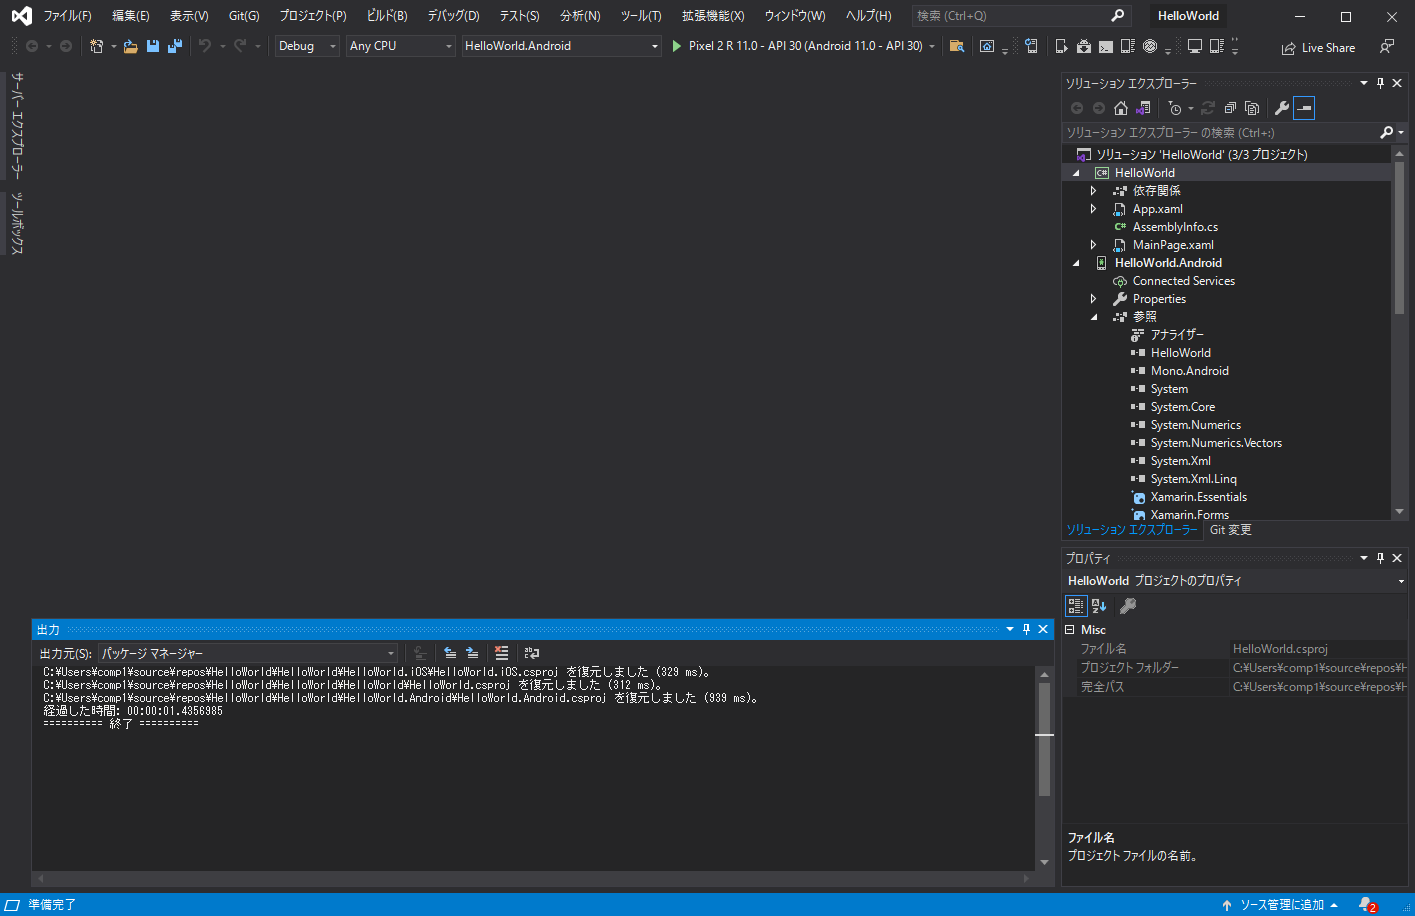 ファイル(F) 編集(E) 表示(V) Git(G) プロジェクト(P) ビルド(B) デバッグ(D) テスト(S) 分析(N) ツール(T) 拡張機能(X) ウィンドウ(W) ヘルプ(H) 検索 (Ctrl+Q) HelloWorld
Debug Any CPU HelloWorld.Android Pixel 2 R 11.0 - API 30 (Android 11.0 - API 30) Live Share
サーバー エクスプローラー
ツールボックス
ソリューション エクスプローラー
ソリューション エクスプローラー の検索 (Ctrl+:)
ソリューション 'HelloWorld' (3/3 プロジェクト)
C# HelloWorld
依存関係
App.xaml
C# AssemblyInfo.cs
MainPage.xaml
HelloWorld.Android
Connected Services
Properties
参照
アナライザー
HelloWorld
Mono.Android
System
System.Core
System.Numerics
System.Numerics.Vectors
System.Xml
System.Xml.Linq
Xamarin.Essentials
Xamarin.Forms
ソリューション エクスプローラー Git 変更
プロパティ
HelloWorld プロジェクトのプロパティ
Misc
ファイル名 HelloWorld.csproj
プロジェクト フォルダー C:¥Users¥comp1¥source¥repos¥H
完全パス C:¥Users¥comp1¥source¥repos¥H
ファイル名
プロジェクト ファイルの名前。
出力
出力元(S): パッケージ マネージャー
C:¥Users¥comp1¥source¥repos¥HelloWorld¥HelloWorld¥HelloWorld.iOS¥HelloWorld.iOS.csproj を復元しました (329 ms)。
C:¥Users¥comp1¥source¥repos¥HelloWorld¥HelloWorld¥HelloWorld¥HelloWorld.csproj を復元しました (312 ms)。
C:¥Users¥comp1¥source¥repos¥HelloWorld¥HelloWorld¥HelloWorld.Android¥HelloWorld.Android.csproj を復元しました (939 ms)。
経過した時間: 00:00:01.4356985
========== 終了 ==========
準備完了 ソース管理に追加 2